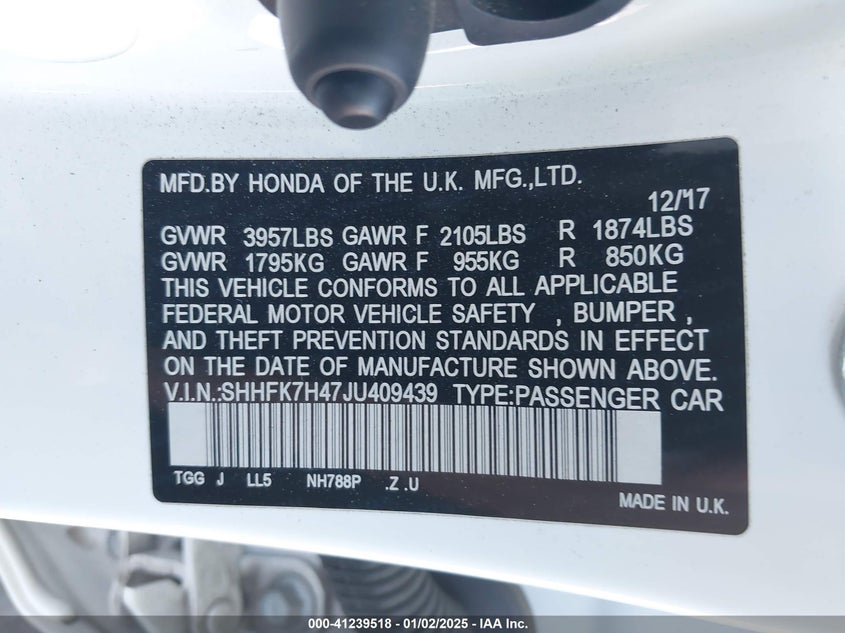 MFD.BY HONDA OF THE U.K. MFG.,LTD.
12/17
GVWR 3957LBS GAWR F 2105LBS R 1874LBS
GVWR 1795KG GAWR F 955KG R 850KG
THIS VEHICLE CONFORMS TO ALL APPLICABLE
FEDERAL MOTOR VEHICLE SAFETY , BUMPER ,
AND THEFT PREVENTION STANDARDS IN EFFECT
ON THE DATE OF MANUFACTURE SHOWN ABOVE.
V.I.N.:SHHFK7H47JU409439 TYPE:PASSENGER CAR
TGG J LL5 NH788P .Z .U
MADE IN U.K.
000-41239518 - 01/02/2025 - IAA Inc.